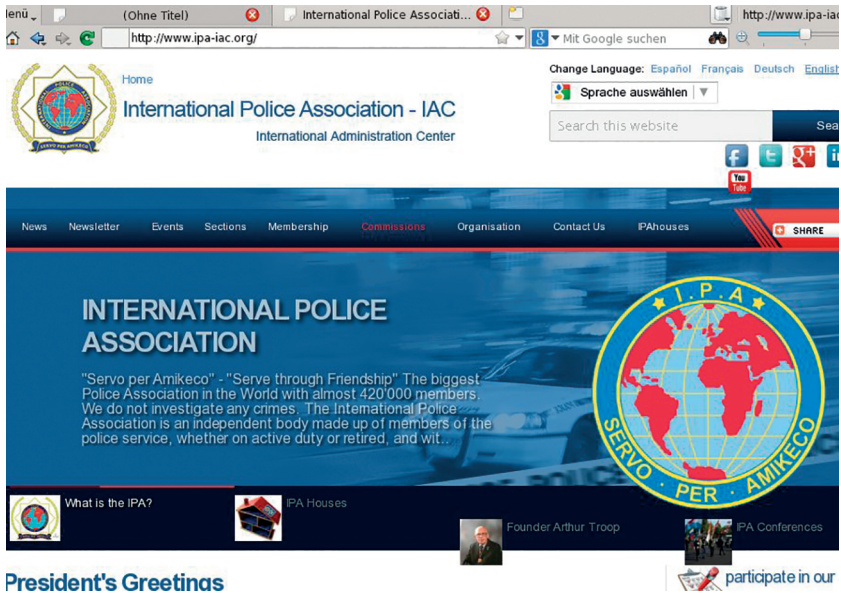 lenü
(Ohne Titel)
International Police Associati...
http://www.ipa-iac
http://www.ipa-iac.org/
Mit Google suchen
Home
International Police Association - IAC
International Administration Center
SERVO PER AMIKECO
Change Language: Español Français Deutsch English
Sprache auswählen
Search this website
Sea
You
Tube
News Newsletter Events Sections Membership Commissions Organisation Contact Us IPAhouses
SHARE
INTERNATIONAL POLICE
ASSOCIATION
"Servo per Amikeco" - "Serve through Friendship" The biggest
Police Association in the World with almost 420'000 members.
We do not investigate any crimes. The International Police
Association is an independent body made up of members of the
police service, whether on active duty or retired, and wit..
I.P.A
SERVO · PER · AMIKECO
What is the IPA?
IPA Houses
Founder Arthur Troop
IPA Conferences
President's Greetings
participate in our